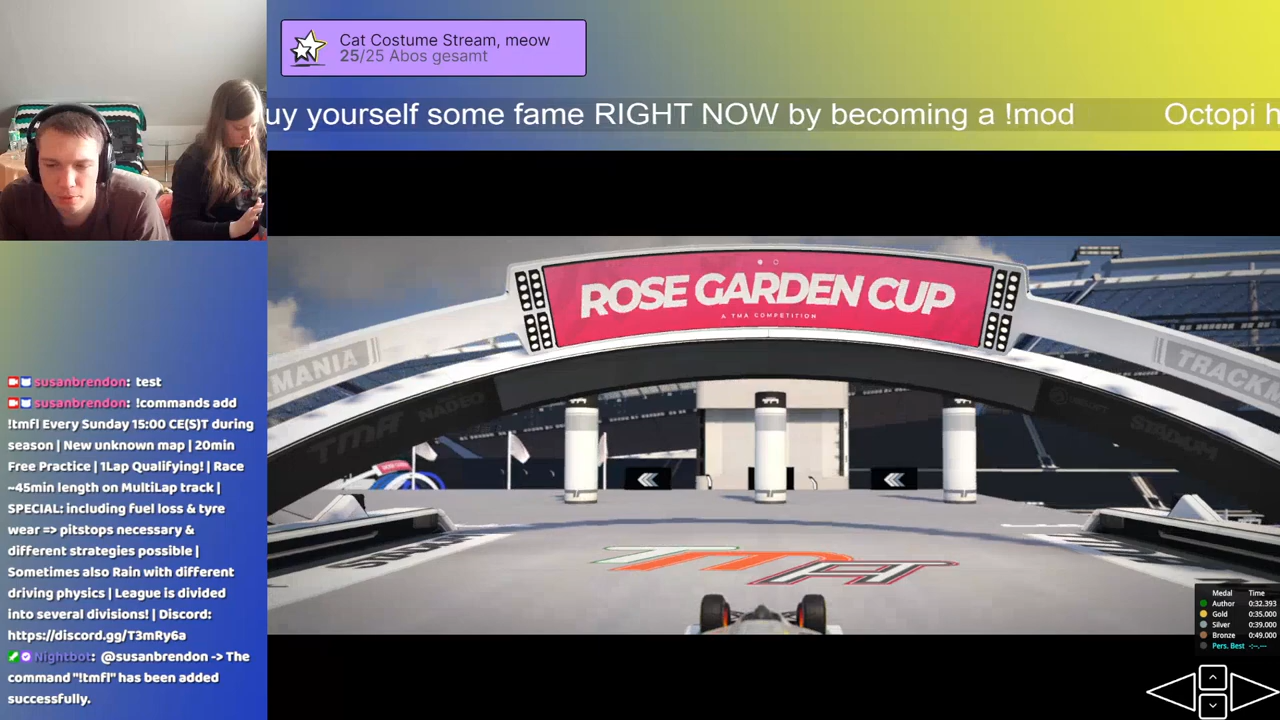 Cat Costume Stream, meow
25/25 Abos gesamt
uy yourself some fame RIGHT NOW by becoming a !mod Octopi h
ROSE GARDEN CUP
A TMA COMPETITION
MANIA
TRACKM
TMA
NADEO
STADIUM
TMA
susanbrendon: test
susanbrendon: !commands add
!tmfl Every Sunday 15:00 CE(S)T during
season | New unknown map | 20min
Free Practice | 1Lap Qualifying! | Race
~45min length on MultiLap track |
SPECIAL: including fuel loss & tyre
wear => pitstops necessary &
different strategies possible |
Sometimes also Rain with different
driving physics | League is divided
into several divisions! | Discord:
https://discord.gg/T3mRy6a
Nightbot: @susanbrendon -> The
command "!tmfl" has been added
successfully.
Medal Time
Author 0:32.393
Gold 0:35.000
Silver 0:39.000
Bronze 0:49.000
Pers. Best -:--.---